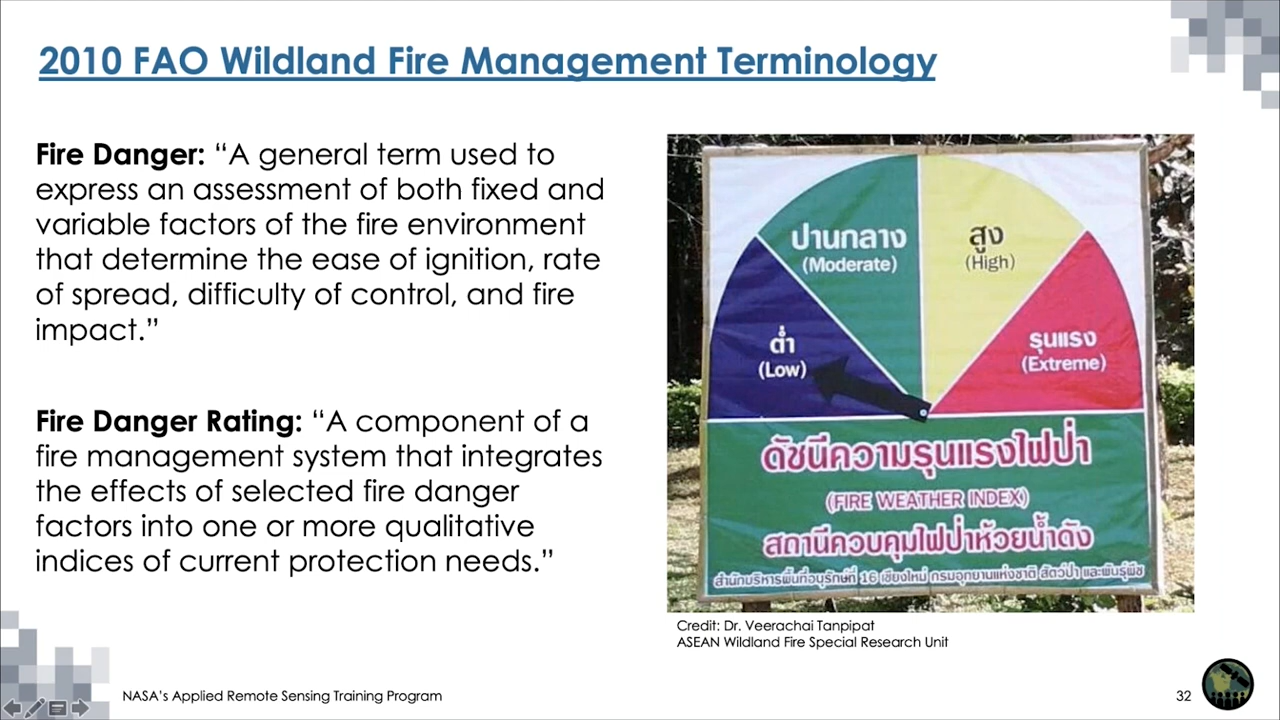 2010 FAO Wildland Fire Management Terminology
Fire Danger: “A general term used to
express an assessment of both fixed and
variable factors of the fire environment
that determine the ease of ignition, rate
of spread, difficulty of control, and fire
impact.”
Fire Danger Rating: “A component of a
fire management system that integrates
the effects of selected fire danger
factors into one or more qualitative
indices of current protection needs.”
ปานกลาง
(Moderate)
สูง
(High)
ต่ำ
(Low)
รุนแรง
(Extreme)
ดัชนีความรุนแรงไฟป่า
(FIRE WEATHER INDEX)
สถานีควบคุมไฟป่าห้วยน้ำดัง
สำนักบริหารพื้นที่อนุรักษ์ที่ 16 เชียงใหม่ กรมอุทยานแห่งชาติ สัตว์ป่า และพันธุ์พืช
Credit: Dr. Veerachai Tanpipat
ASEAN Wildland Fire Special Research Unit
NASA’s Applied Remote Sensing Training Program
32